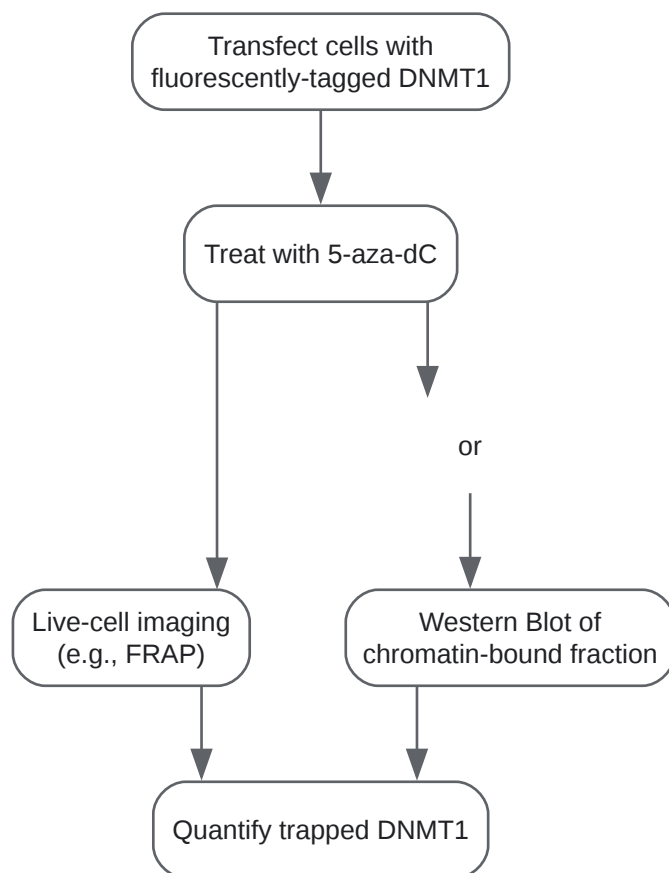 Transfect cells with
fluorescently-tagged DNMT1
Treat with 5-aza-dC
or
Live-cell imaging
(e.g., FRAP)
Western Blot of
chromatin-bound fraction
Quantify trapped DNMT1